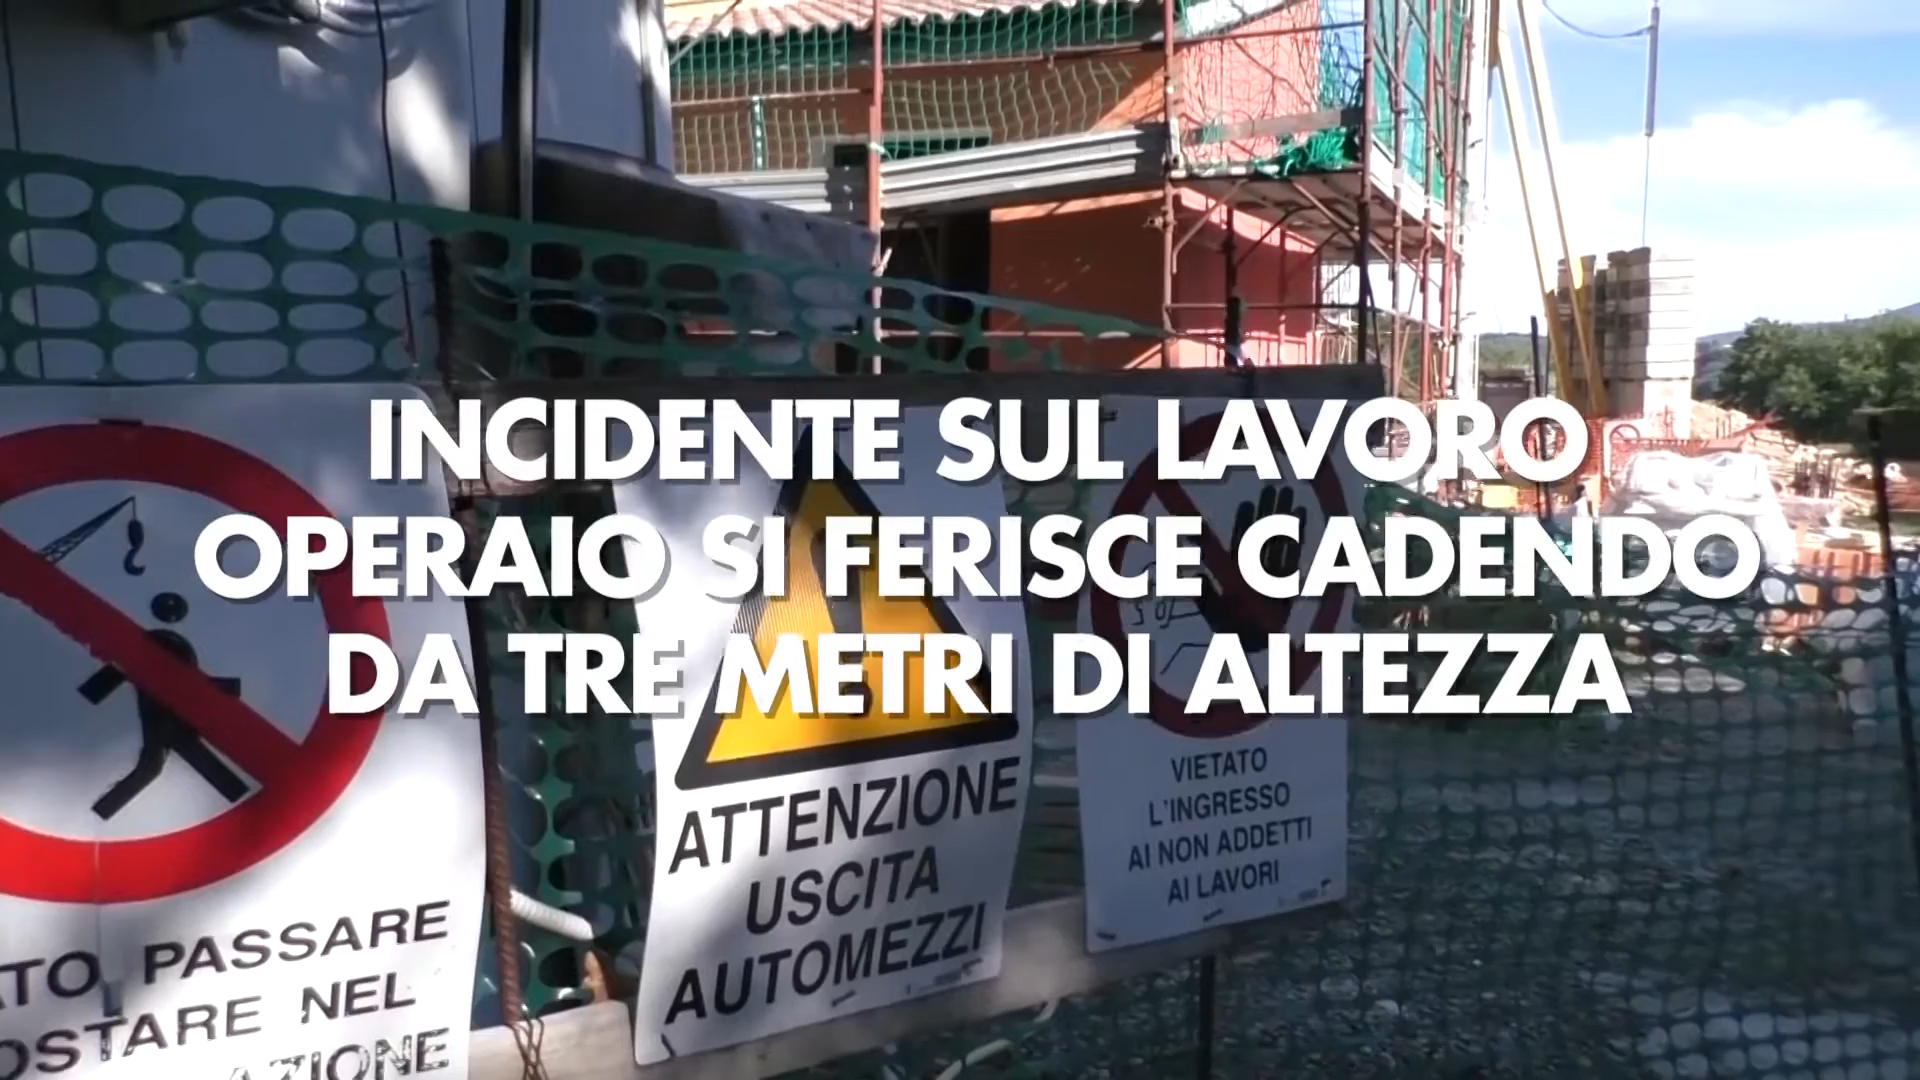 INCIDENTE SUL LAVORO
OPERAIO SI FERISCE CADENDO
DA TRE METRI DI ALTEZZA
PASSARE
NEL
ATTENZIONE
USCITA
AUTOMEZZI
VIETATO
L'INGRESSO
AI NON ADDETTI
AI LAVORI